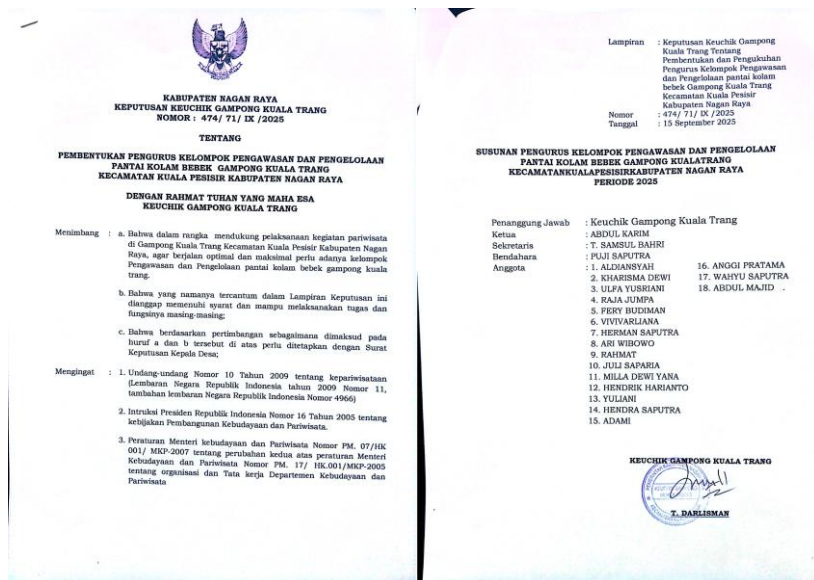 KABUPATEN NAGAN RAYA
KEPUTUSAN KEUCHIK GAMPONG KUALA TRANG
NOMOR : 474/ 71/ IX /2025
TENTANG
PEMBENTUKAN PENGURUS KELOMPOK PENGAWASAN DAN PENGELOLAAN
PANTAI KOLAM BEBEK GAMPONG KUALA TRANG
KECAMATAN KUALA PESISIR KABUPATEN NAGAN RAYA
DENGAN RAHMAT TUHAN YANG MAHA ESA
KEUCHIK GAMPONG KUALA TRANG
Menimbang : a. Bahwa dalam rangka mendukung pelaksanaan kegiatan pariwisata
di Gampong Kuala Trang Kecamatan Kuala Pesisir Kabupaten Nagan
Raya, agar berjalan optimal dan maksimal perlu adanya kelompok
Pengawasan dan Pengelolaan pantai kolam bebek gampong kuala
trang.
b. Bahwa yang namanya tercantum dalam Lampiran Keputusan ini
dianggap memenuhi syarat dan mampu melaksanakan tugas dan
fungsinya masing-masing;
c. Bahwa berdasarkan pertimbangan sebagaimana dimaksud pada
huruf a dan b tersebut di atas perlu ditetapkan dengan Surat
Keputusan Kepala Desa;
Mengingat : 1. Undang-undang Nomor 10 Tahun 2009 tentang kepariwisataan
(Lembaran Negara Republik Indonesia tahun 2009 Nomor 11,
tambahan lembaran Negara Republik Indonesia Nomor 4966)
2. Intruksi Presiden Republik Indonesia Nomor 16 Tahun 2005 tentang
kebijakan Pembangunan Kebudayaan dan Pariwisata.
3. Peraturan Menteri kebudayaan dan Pariwisata Nomor PM. 07/HK
001/ MKP-2007 tentang perubahan kedua atas peraturan Menteri
Kebudayaan dan Pariwisata Nomor PM. 17/ HK.001/MKP-2005
tentang organisasi dan Tata kerja Departemen Kebudayaan dan
Pariwisata
Lampiran : Keputusan Keuchik Gampong
Kuala Trang Tentang
Pembentukan dan Pengukuhan
Pengurus Kelompok Pengawasan
dan Pengelolaan pantai kolam
bebek Gampong Kuala Trang
Kecamatan Kuala Pesisir
Kabupaten Nagan Raya
Nomor : 474/ 71/ IX /2025
Tanggal : 15 September 2025
SUSUNAN PENGURUS KELOMPOK PENGAWASAN DAN PENGELOLAAN
PANTAI KOLAM BEBEK GAMPONG KUALATRANG
KECAMATANKUALAPESISIRKABUPATEN NAGAN RAYA
PERIODE 2025
Penanggung Jawab : Keuchik Gampong Kuala Trang
Ketua : ABDUL KARIM
Sekretaris : T. SAMSUL BAHRI
Bendahara : PUJI SAPUTRA
Anggota : 1. ALDIANSYAH
2. KHARISMA DEWI
3. ULFA YUSRIANI
4. RAJA JUMPA
5. FERY BUDIMAN
6. VIVIVARLIANA
7. HERMAN SAPUTRA
8. ARI WIBOWO
9. RAHMAT
10. JULI SAPARIA
11. MILLA DEWI YANA
12. HENDRIK HARIANTO
13. YULIANI
14. HENDRA SAPUTRA
15. ADAMI
16. ANGGI PRATAMA
17. WAHYU SAPUTRA
18. ABDUL MAJID .
KEUCHIK GAMPONG KUALA TRANG
T. DARLISMAN